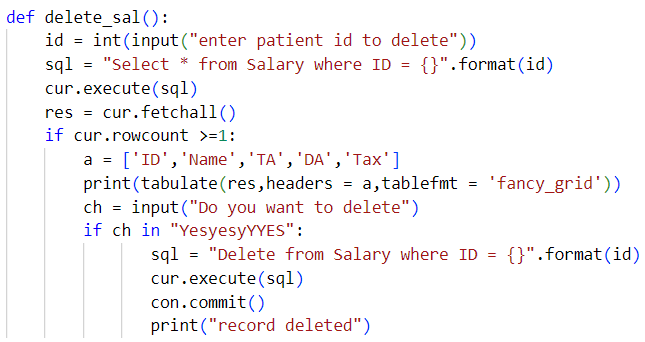 def delete_sal():
    id = int(input("enter patient id to delete"))
    sql = "Select * from Salary where ID = {}".format(id)
    cur.execute(sql)
    res = cur.fetchall()
    if cur.rowcount >=1:
        a = ['ID','Name','TA','DA','Tax']
        print(tabulate(res,headers = a,tablefmt = 'fancy_grid'))
        ch = input("Do you want to delete")
        if ch in "YesyesyYYES":
               sql = "Delete from Salary where ID = {}".format(id)
               cur.execute(sql)
               con.commit()
               print("record deleted")